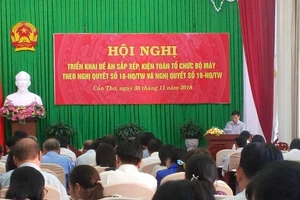 HỘI NGHỊ
TRIỂN KHAI ĐỀ ÁN SẮP XẾP, KIỆN TOÀN TỔ CHỨC BỘ MÁY
THEO NGHỊ QUYẾT SỐ 18-NQ/TW VÀ NGHỊ QUYẾT SỐ 19-NQ/TW
Cần Thơ, ngày 30 tháng 11 năm 2018